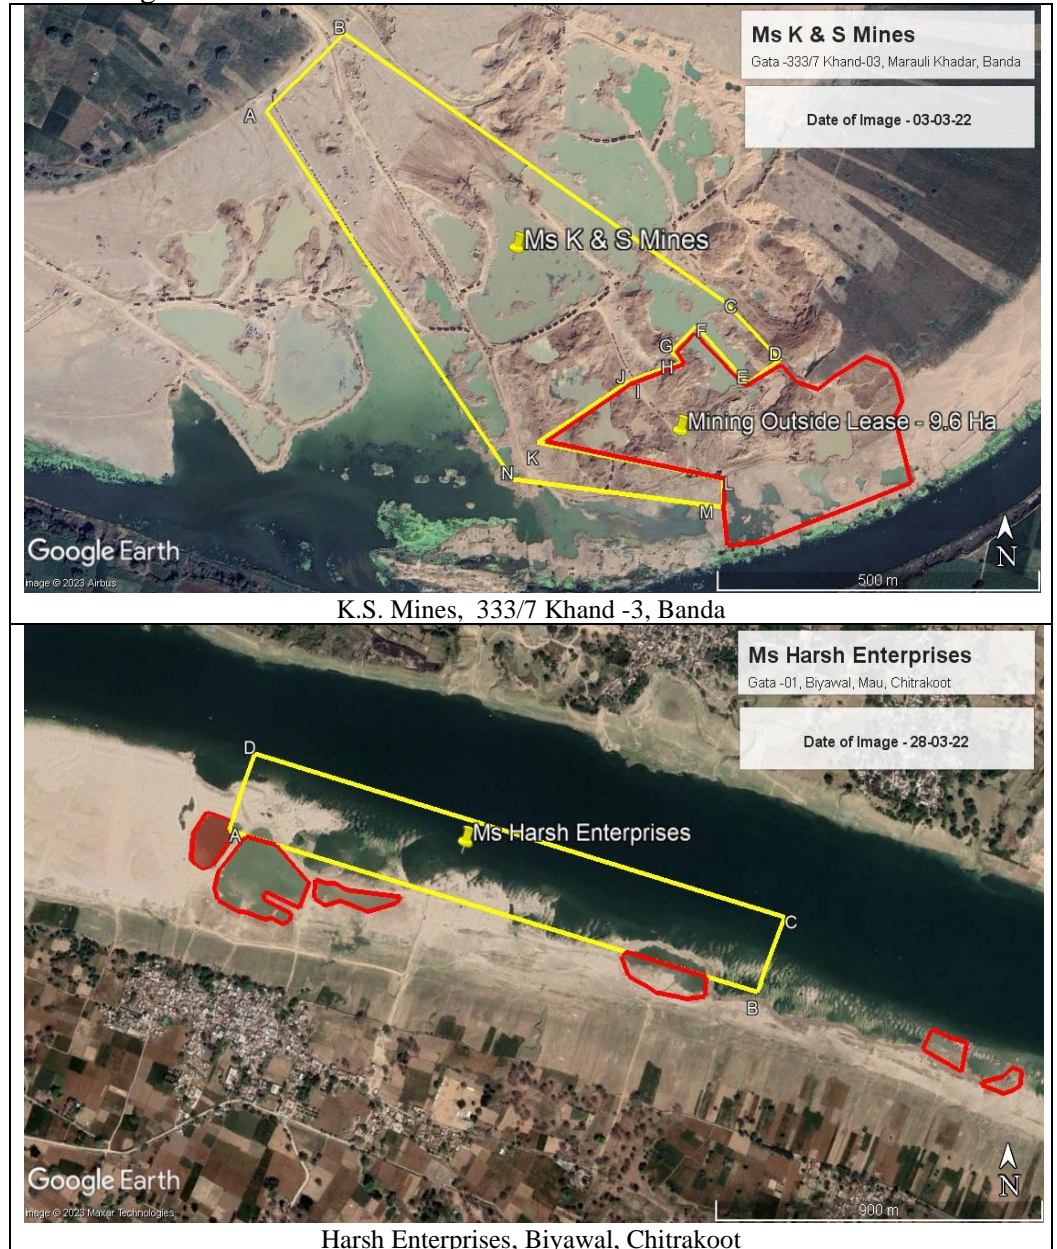 Ms K & S Mines
Gata -333/7 Khand-03, Marauli Khadar, Banda
Date of Image - 03-03-22
B
A
Ms K & S Mines
C
F
G
D
H
E
J
I
Mining Outside Lease - 9.6 Ha
K
N
L
M
Google Earth
N
Image © 2023 Airbus
500 m
K.S. Mines, 333/7 Khand -3, Banda
Ms Harsh Enterprises
Gata -01, Biyawal, Mau, Chitrakoot
Date of Image - 28-03-22
D
A
Ms Harsh Enterprises
C
B
Google Earth
N
Image © 2023 Maxar Technologies
900 m
Harsh Enterprises, Biyawal, Chitrakoot